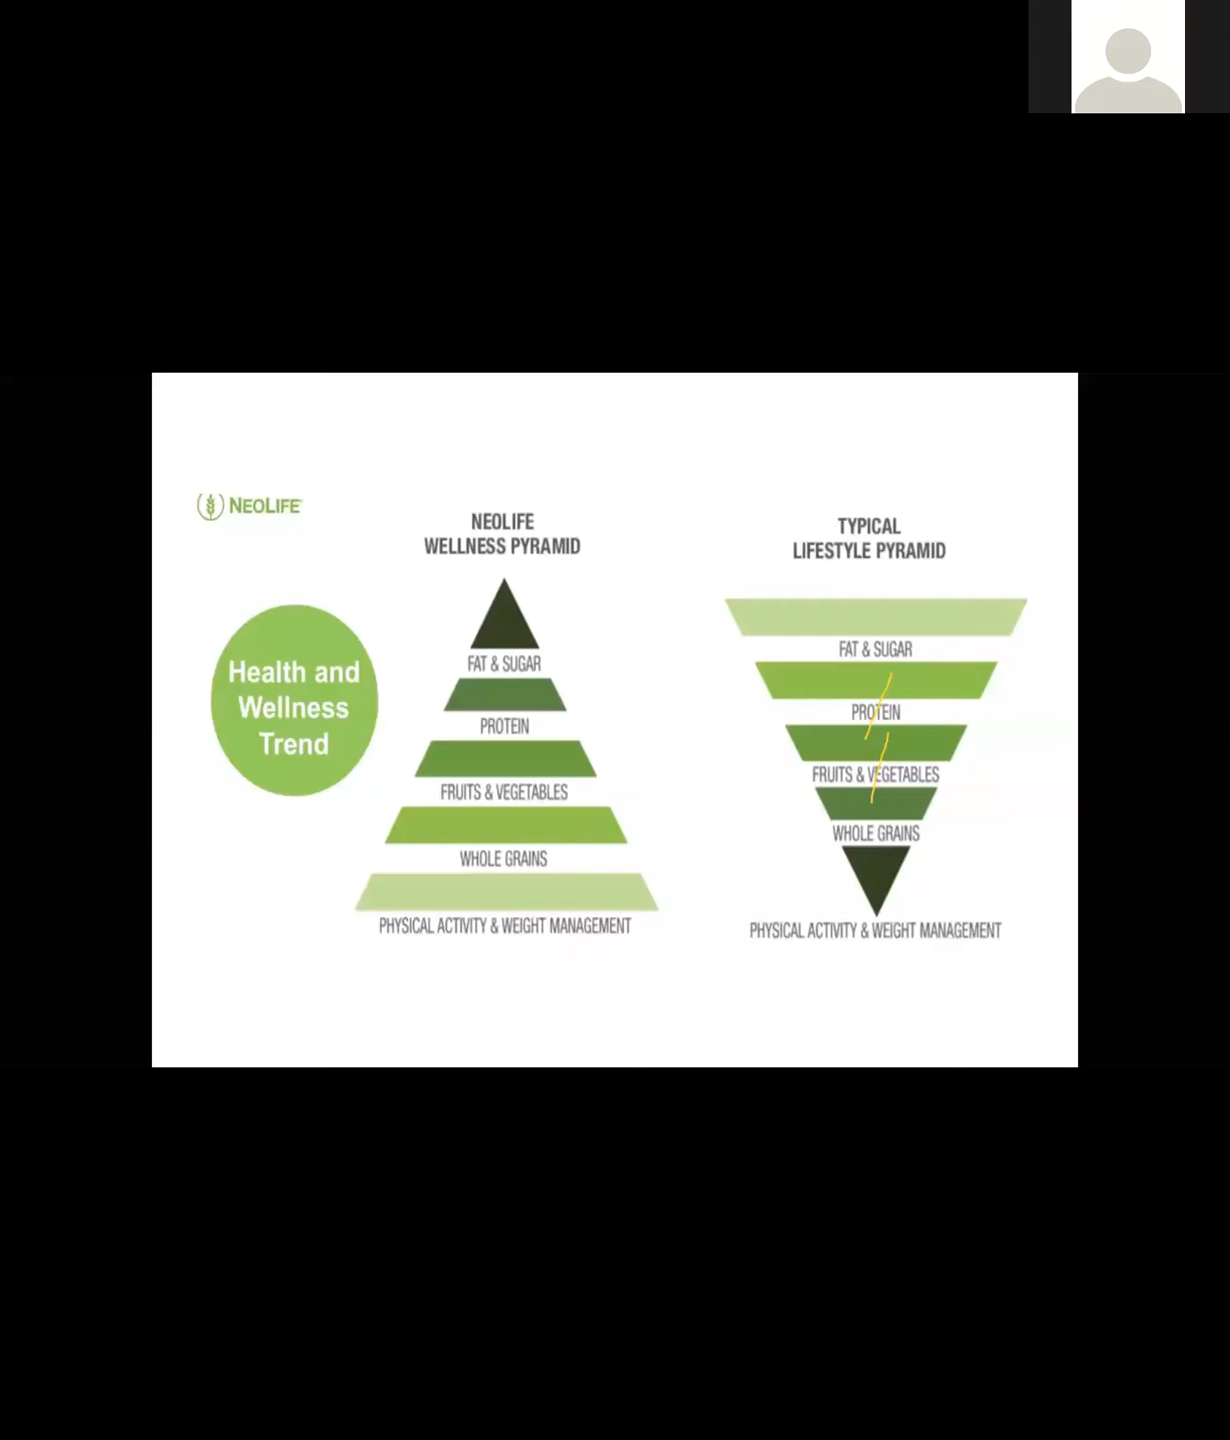 NEOLIFE
Health and
Wellness
Trend
NEOLIFE
WELLNESS PYRAMID
FAT & SUGAR
PROTEIN
FRUITS & VEGETABLES
WHOLE GRAINS
PHYSICAL ACTIVITY & WEIGHT MANAGEMENT
TYPICAL
LIFESTYLE PYRAMID
FAT & SUGAR
PROTEIN
FRUITS & VEGETABLES
WHOLE GRAINS
PHYSICAL ACTIVITY & WEIGHT MANAGEMENT